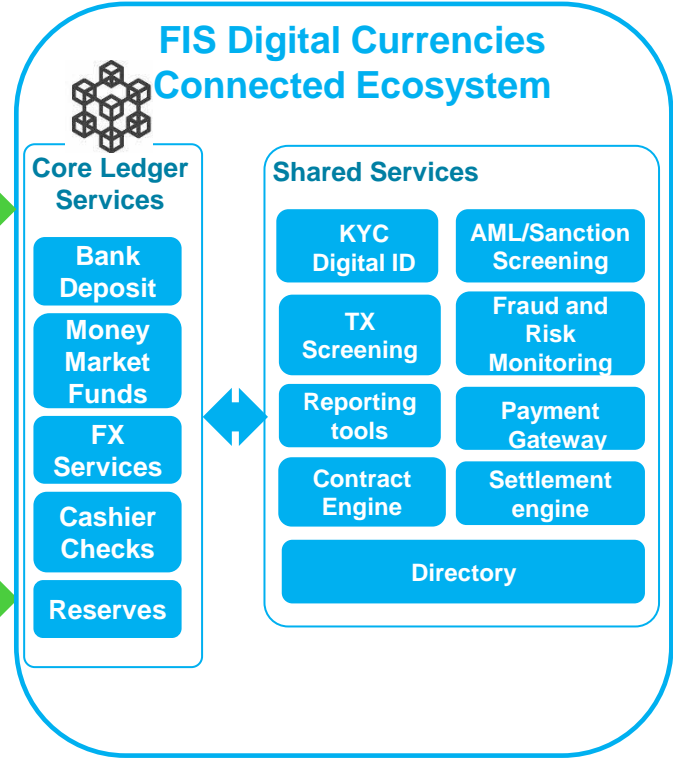 FIS Digital Currencies
Connected Ecosystem
Core Ledger
Services
Bank
Deposit
Money
Market
Funds
FX
Services
Cashier
Checks
Reserves
Shared Services
KYC
Digital ID
AML/Sanction
Screening
TX
Screening
Fraud and
Risk
Monitoring
Reporting
tools
Payment
Gateway
Contract
Engine
Settlement
engine
Directory